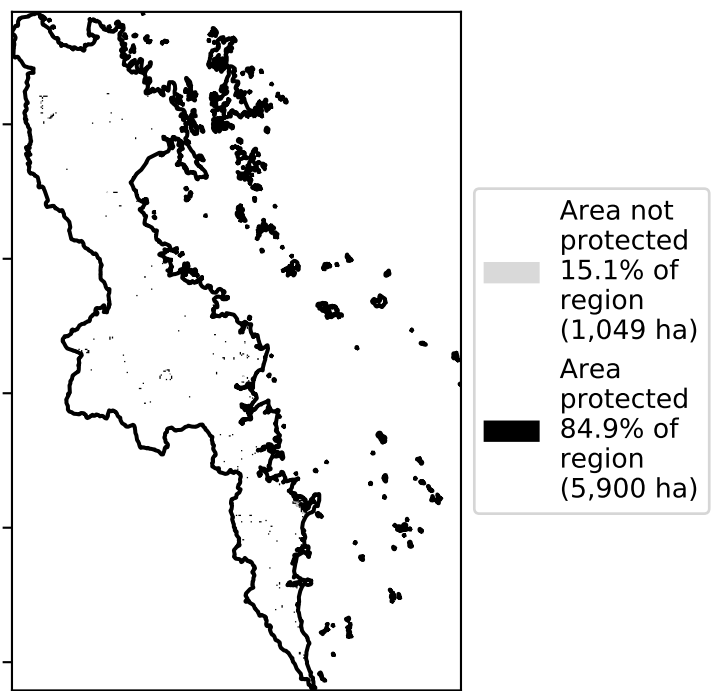 Area not
protected
15.1% of
region
(1,049 ha)
Area
protected
84.9% of
region
(5,900 ha)